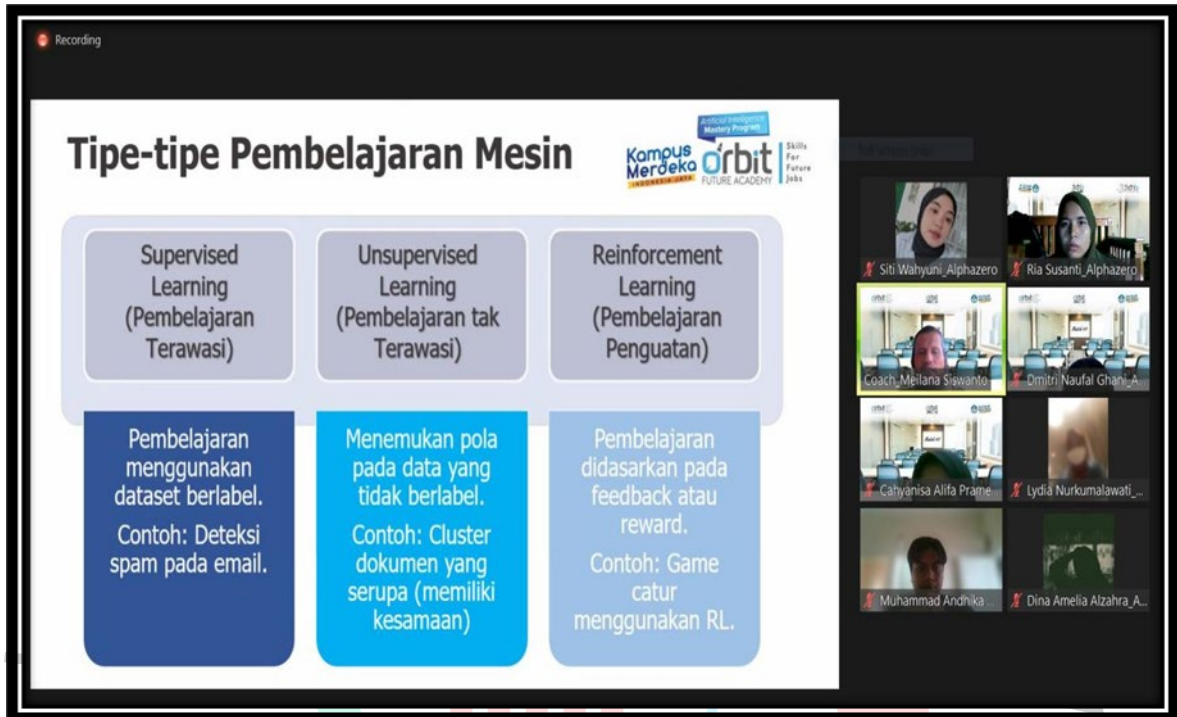 Recording
Tipe-tipe Pembelajaran Mesin
Artificial Intelligence
Mastery Program
Kampus
Merdeka
INDONESIA JAYA
orbit
FUTURE ACADEMY
Skills
For
Future
Jobs
Supervised
Learning
(Pembelajaran
Terawasi)
Pembelajaran
menggunakan
dataset berlabel.
Contoh: Deteksi
spam pada email.
Unsupervised
Learning
(Pembelajaran tak
Terawasi)
Menemukan pola
pada data yang
tidak berlabel.
Contoh: Cluster
dokumen yang
serupa (memiliki
kesamaan)
Reinforcement
Learning
(Pembelajaran
Penguatan)
Pembelajaran
didasarkan pada
feedback atau
reward.
Contoh: Game
catur
menggunakan RL.
Siti Wahyuni_Alphazero
Ria Susanti_Alphazero
Coach_Meilana Siswanto
Dmitri Naufal Ghani_A...
Cahyanisa Alifa Prame...
Lydia Nurkumalawati_...
Muhammad Andhika ...
Dina Amelia Alzahra_A...